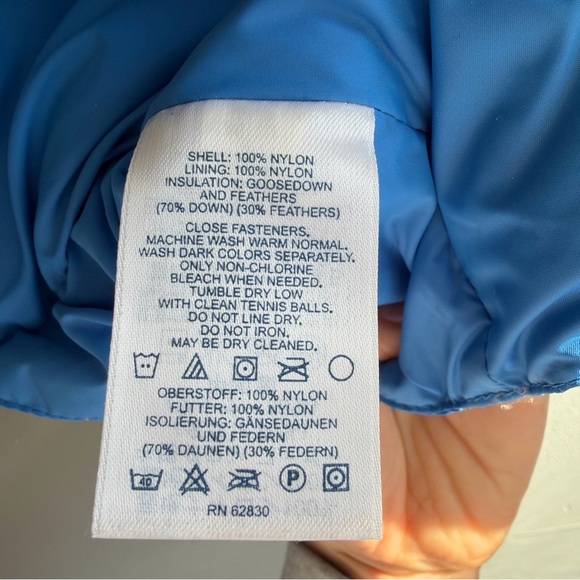 SHELL: 100% NYLON
LINING: 100% NYLON
INSULATION: GOOSEDOWN
AND FEATHERS
(70% DOWN) (30% FEATHERS)
CLOSE FASTENERS.
MACHINE WASH WARM NORMAL.
WASH DARK COLORS SEPARATELY.
ONLY NON-CHLORINE
BLEACH WHEN NEEDED.
TUMBLE DRY LOW
WITH CLEAN TENNIS BALLS.
DO NOT LINE DRY.
DO NOT IRON.
MAY BE DRY CLEANED.
OBERSTOFF: 100% NYLON
FUTTER: 100% NYLON
ISOLIERUNG: GÄNSEDAUNEN
UND FEDERN
(70% DAUNEN) (30% FEDERN)
40 P
RN 62830